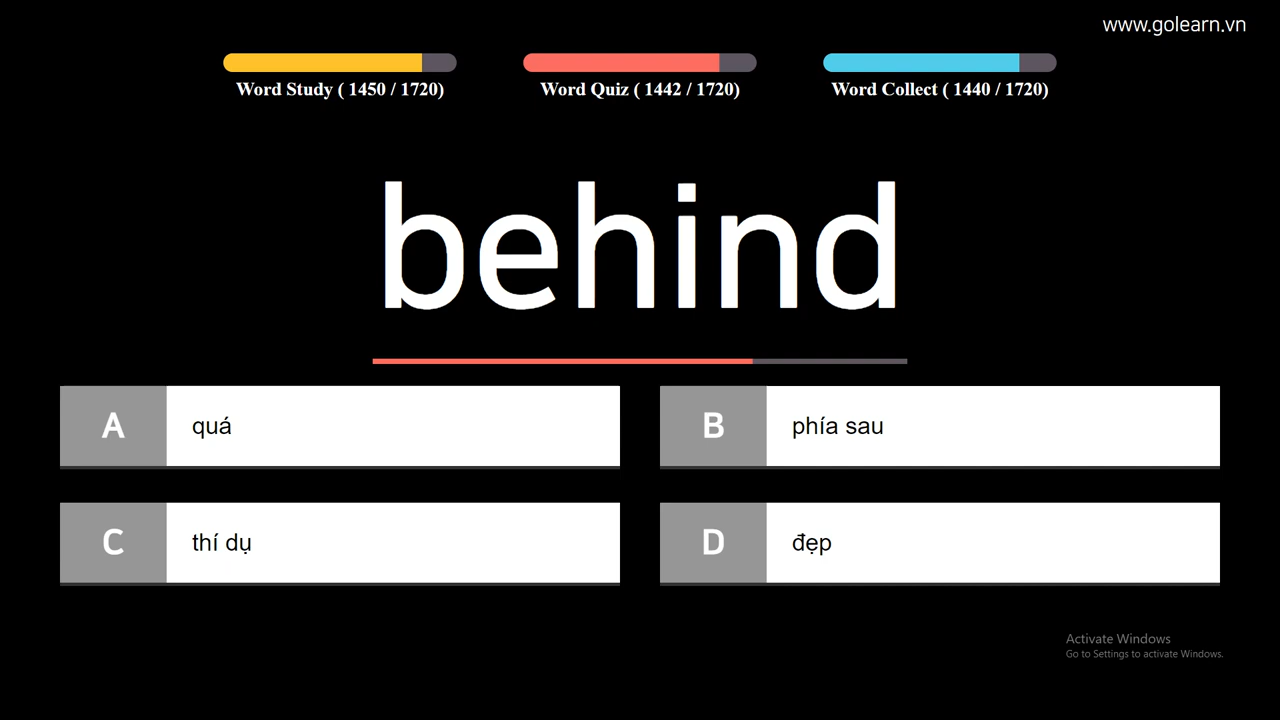 www.golearn.vn
Word Study ( 1450 / 1720)
Word Quiz ( 1442 / 1720)
Word Collect ( 1440 / 1720)
behind
A quá
B phía sau
C thí dụ
D đẹp
Activate Windows
Go to Settings to activate Windows.